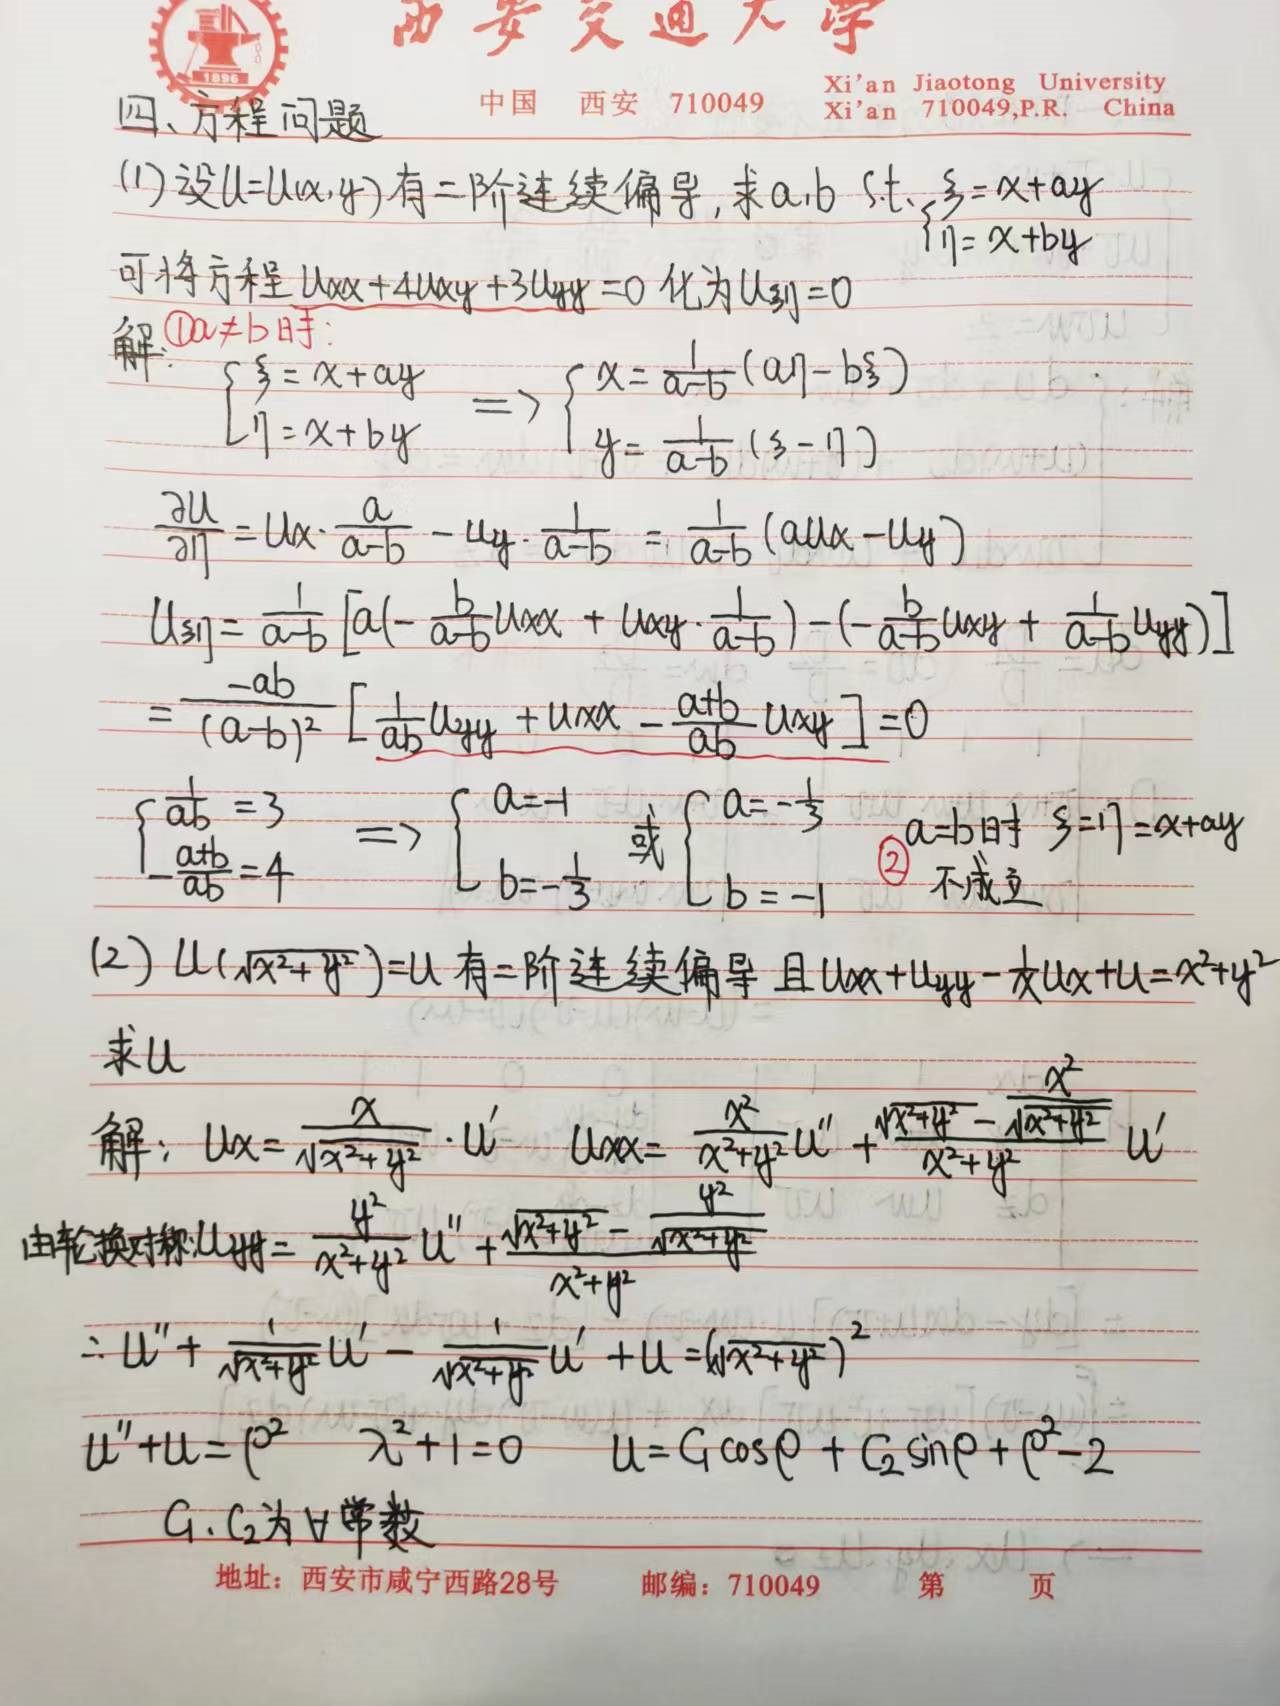 西安交通大学
1896
中国 西安 710049
Xi'an Jiaotong University
Xi'an 710049,P.R. China
四、方程问题
(1) 设u=u(x,y)有二阶连续偏导,求a,b s.t. {ξ=x+ay
η=x+by
可将方程uxx+4uxy+3uyy=0化为uξη=0
解: ①a≠b时:
{ξ=x+ay => {x=1/(a-b)(aη-bξ)
η=x+by y=1/(a-b)(ξ-η)
∂u/∂η=ux·a/(a-b)-uy·1/(a-b)=1/(a-b)(aux-uy)
uξη=1/(a-b)[a(-b/(a-b)uxx+uxy·1/(a-b))-(-b/(a-b)uxy+1/(a-b)uyy)]
=-ab/(a-b)²[1/ab uyy+uxx-(a+b)/ab uxy]=0
{1/ab=3 => {a=-1 或 {a=-1/3 ②a=b时 ξ=η=x+ay
-(a+b)/ab=4 b=-1/3 b=-1 不成立
(2) u(√(x²+y²))=u有二阶连续偏导且uxx+uyy-1/x ux+u=x²+y²
求u
解: ux=x/√(x²+y²)·u' uxx=x²/(x²+y²)u''+(√(x²+y²)-x²/√(x²+y²))/(x²+y²)u'
由轮换对称:uyy=y²/(x²+y²)u''+(√(x²+y²)-y²/√(x²+y²))/(x²+y²)
∴u''+1/√(x²+y²)u'-1/√(x²+y²)u'+u=(√(x²+y²))²
u''+u=ρ² λ²+1=0 u=C₁cosρ+C₂sinρ+ρ²-2
C₁.C₂为∀常数
地址：西安市咸宁西路28号 邮编：710049 第 页